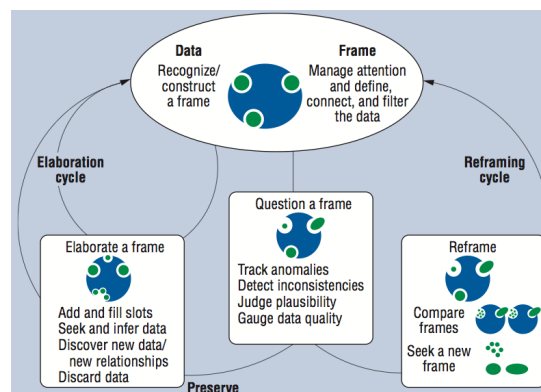 Data
Recognize/
construct
a frame
Frame
Manage attention
and define,
connect, and filter
the data
Elaboration
cycle
Reframing
cycle
Elaborate a frame
Add and fill slots
Seek and infer data
Discover new data/
new relationships
Discard data
Question a frame
Track anomalies
Detect inconsistencies
Judge plausibility
Gauge data quality
Reframe
Compare
frames
Seek a new
frame
Preserve